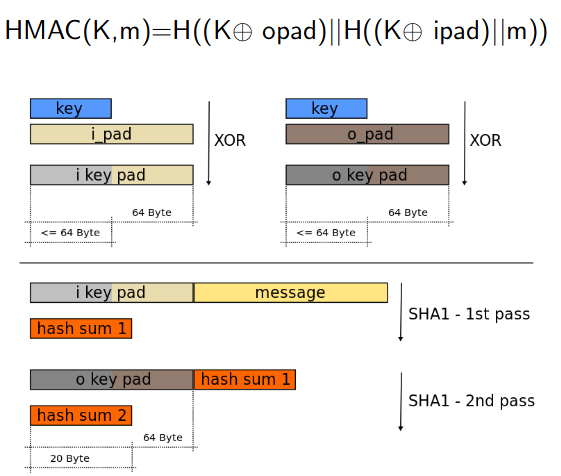 HMAC(K,m)=H((K⊕ opad)||H((K⊕ ipad)||m))
key
i_pad
i key pad
XOR
64 Byte
<= 64 Byte
key
o_pad
o key pad
XOR
64 Byte
<= 64 Byte
i key pad message
hash sum 1
SHA1 - 1st pass
o key pad hash sum 1
hash sum 2
SHA1 - 2nd pass
64 Byte
20 Byte